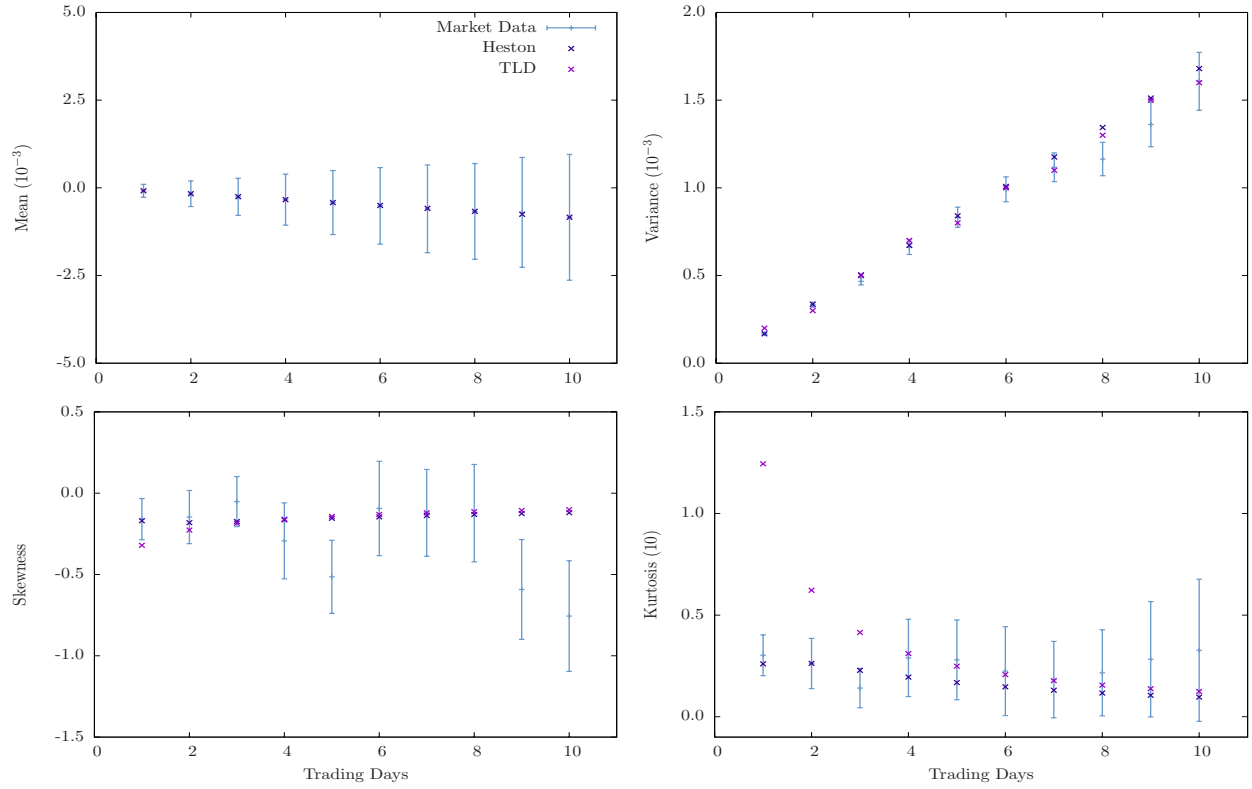 5.0
2.5
0.0
-2.5
-5.0
Mean (10⁻³)
Market Data
Heston
TLD
0 2 4 6 8 10
2.0
1.5
1.0
0.5
0.0
Variance (10⁻³)
0 2 4 6 8 10
0.5
0.0
-0.5
-1.0
-1.5
Skewness
0 2 4 6 8 10
Trading Days
1.5
1.0
0.5
0.0
Kurtosis (10)
0 2 4 6 8 10
Trading Days